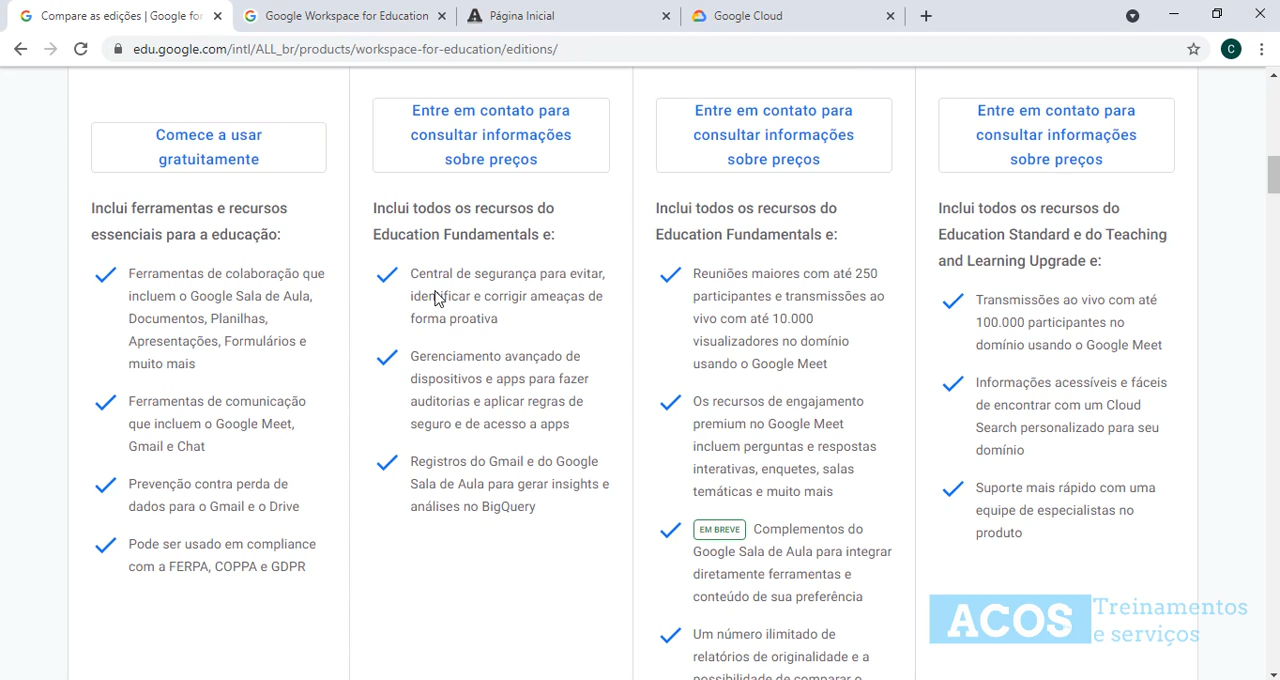 Compare as edições | Google for
Google Workspace for Education
Página Inicial
Google Cloud
edu.google.com/intl/ALL_br/products/workspace-for-education/editions/
C
Comece a usar
gratuitamente
Inclui ferramentas e recursos
essenciais para a educação:
Ferramentas de colaboração que
incluem o Google Sala de Aula,
Documentos, Planilhas,
Apresentações, Formulários e
muito mais
Ferramentas de comunicação
que incluem o Google Meet,
Gmail e Chat
Prevenção contra perda de
dados para o Gmail e o Drive
Pode ser usado em compliance
com a FERPA, COPPA e GDPR
Entre em contato para
consultar informações
sobre preços
Inclui todos os recursos do
Education Fundamentals e:
Central de segurança para evitar,
identificar e corrigir ameaças de
forma proativa
Gerenciamento avançado de
dispositivos e apps para fazer
auditorias e aplicar regras de
seguro e de acesso a apps
Registros do Gmail e do Google
Sala de Aula para gerar insights e
análises no BigQuery
Entre em contato para
consultar informações
sobre preços
Inclui todos os recursos do
Education Fundamentals e:
Reuniões maiores com até 250
participantes e transmissões ao
vivo com até 10.000
visualizadores no domínio
usando o Google Meet
Os recursos de engajamento
premium no Google Meet
incluem perguntas e respostas
interativas, enquetes, salas
temáticas e muito mais
EM BREVE Complementos do
Google Sala de Aula para integrar
diretamente ferramentas e
conteúdo de sua preferência
Um número ilimitado de
relatórios de originalidade e a
possibilidade de comparar o
Entre em contato para
consultar informações
sobre preços
Inclui todos os recursos do
Education Standard e do Teaching
and Learning Upgrade e:
Transmissões ao vivo com até
100.000 participantes no
domínio usando o Google Meet
Informações acessíveis e fáceis
de encontrar com um Cloud
Search personalizado para seu
domínio
Suporte mais rápido com uma
equipe de especialistas no
produto
ACOS Treinamentos
e serviços